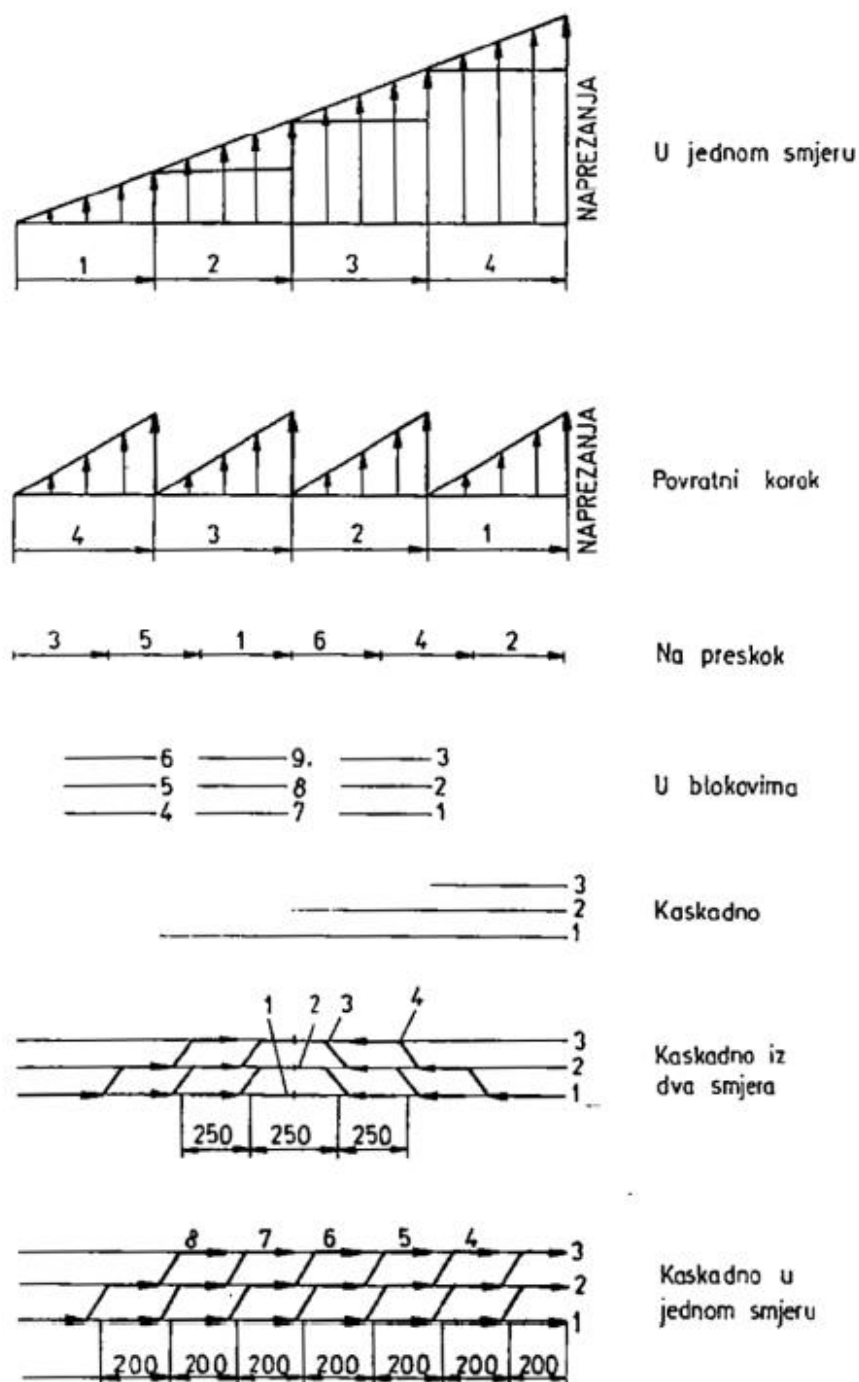 NAPREZANJA
U jednom smjeru
1 2 3 4
NAPREZANJA
Povratni korak
4 3 2 1
3 5 1 6 4 2
Na preskok
6 9. 3
5 8 2
4 7 1
U blokovima
3
2
1
Kaskadno
1 2 3 4
3
2
1
Kaskadno iz
dva smjera
250 250 250
8 7 6 5 4 3
2
1
Kaskadno u
jednom smjeru
200 200 200 200 200 200 200